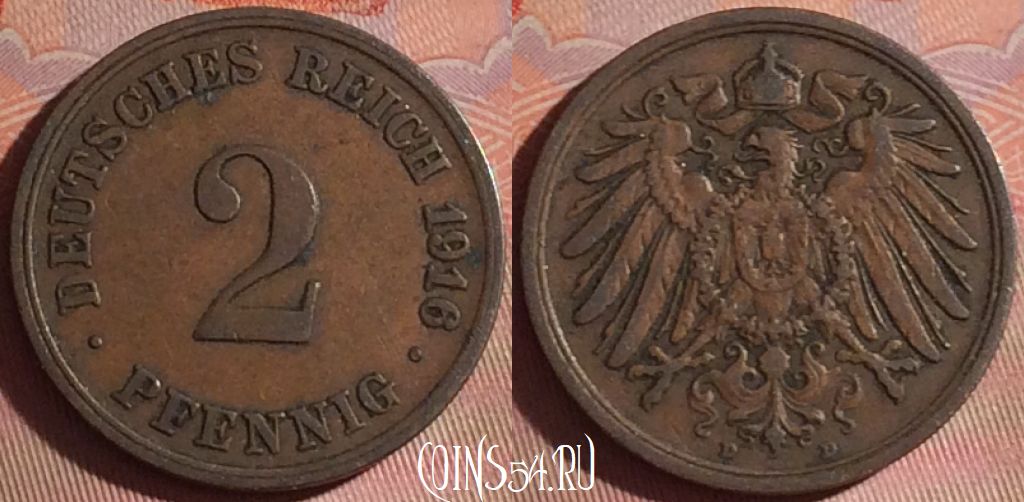 DEUTSCHES REICH 1916
2
PFENNIG
D D
COINS54.RU